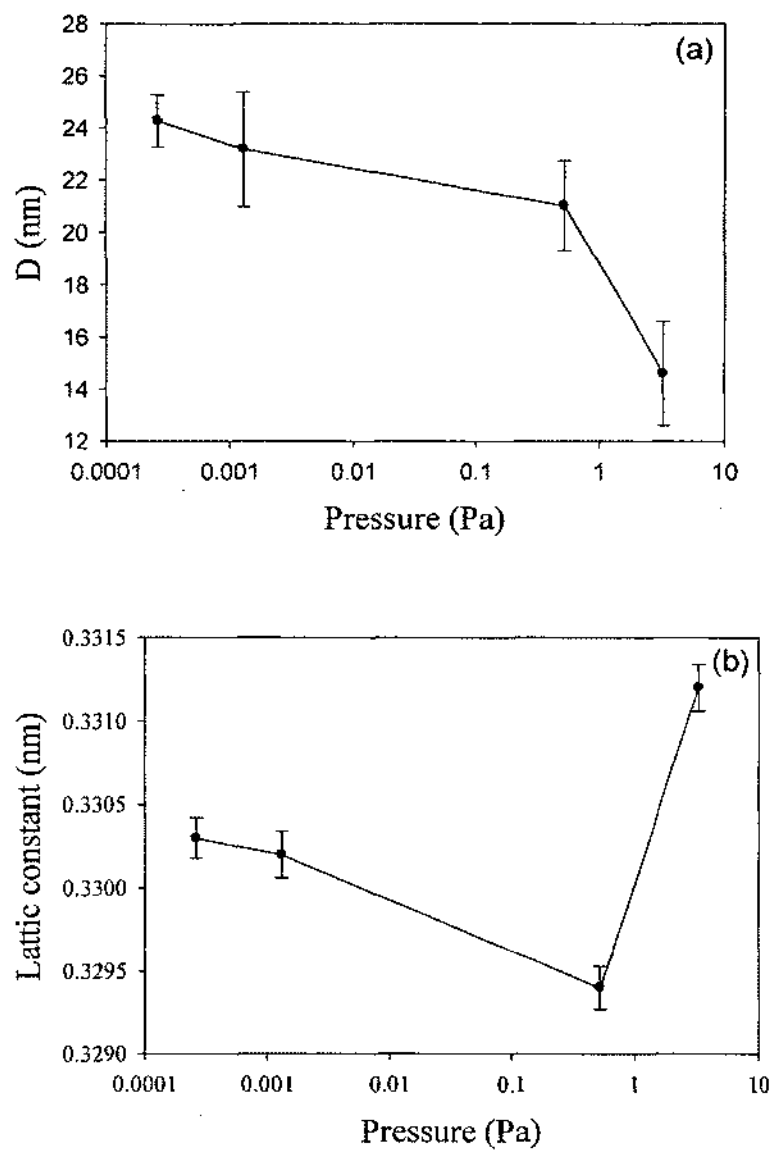 28
(a)
26
24
22
20
18
16
14
12
D (nm)
0.0001 0.001 0.01 0.1 1 10
Pressure (Pa)
0.3315
(b)
0.3310
0.3305
0.3300
0.3295
0.3290
Lattic constant (nm)
0.0001 0.001 0.01 0.1 1 10
Pressure (Pa)